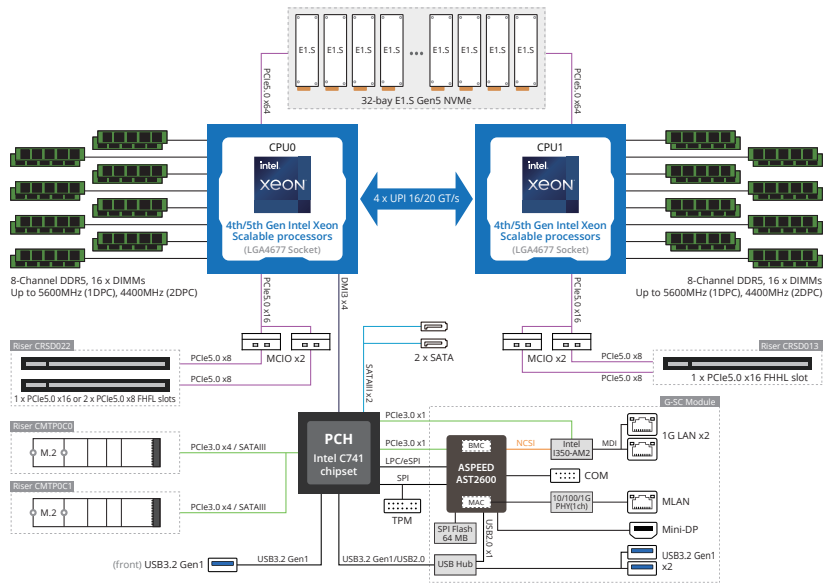 E1.S E1.S E1.S E1.S ... E1.S E1.S E1.S E1.S
32-bay E1.S Gen5 NVMe
PCIe5.0 x64
PCIe5.0 x64
CPU0
intel
XEON
4th/5th Gen Intel Xeon
Scalable processors
(LGA4677 Socket)
4 x UPI 16/20 GT/s
CPU1
intel
XEON
4th/5th Gen Intel Xeon
Scalable processors
(LGA4677 Socket)
8-Channel DDR5, 16 x DIMMs
Up to 5600MHz (1DPC), 4400MHz (2DPC)
8-Channel DDR5, 16 x DIMMs
Up to 5600MHz (1DPC), 4400MHz (2DPC)
PCIe5.0 x16
DMI3 x4
PCIe5.0 x16
MCIO x2
2 x SATA
SATAIII x2
MCIO x2
Riser CRSD022
PCIe5.0 x8
PCIe5.0 x8
1 x PCIe5.0 x16 or 2 x PCIe5.0 x8 FHHL slots
Riser CRSD013
PCIe5.0 x8
PCIe5.0 x8
1 x PCIe5.0 x16 FHHL slot
Riser CMTP0C0
M.2
PCIe3.0 x4 / SATAIII
Riser CMTP0C1
M.2
PCIe3.0 x4 / SATAIII
PCH
Intel C741
chipset
PCIe3.0 x1
PCIe3.0 x1
LPC/eSPI
SPI
TPM
G-SC Module
BMC
ASPEED
AST2600
MAC
NCSI
Intel
I350-AM2
MDI
1G LAN x2
COM
10/100/1G
PHY(1ch)
MLAN
SPI Flash
64 MB
USB2.0 x1
Mini-DP
(front) USB3.2 Gen1
USB3.2 Gen1
USB3.2 Gen1/USB2.0
USB Hub
USB3.2 Gen1
x2